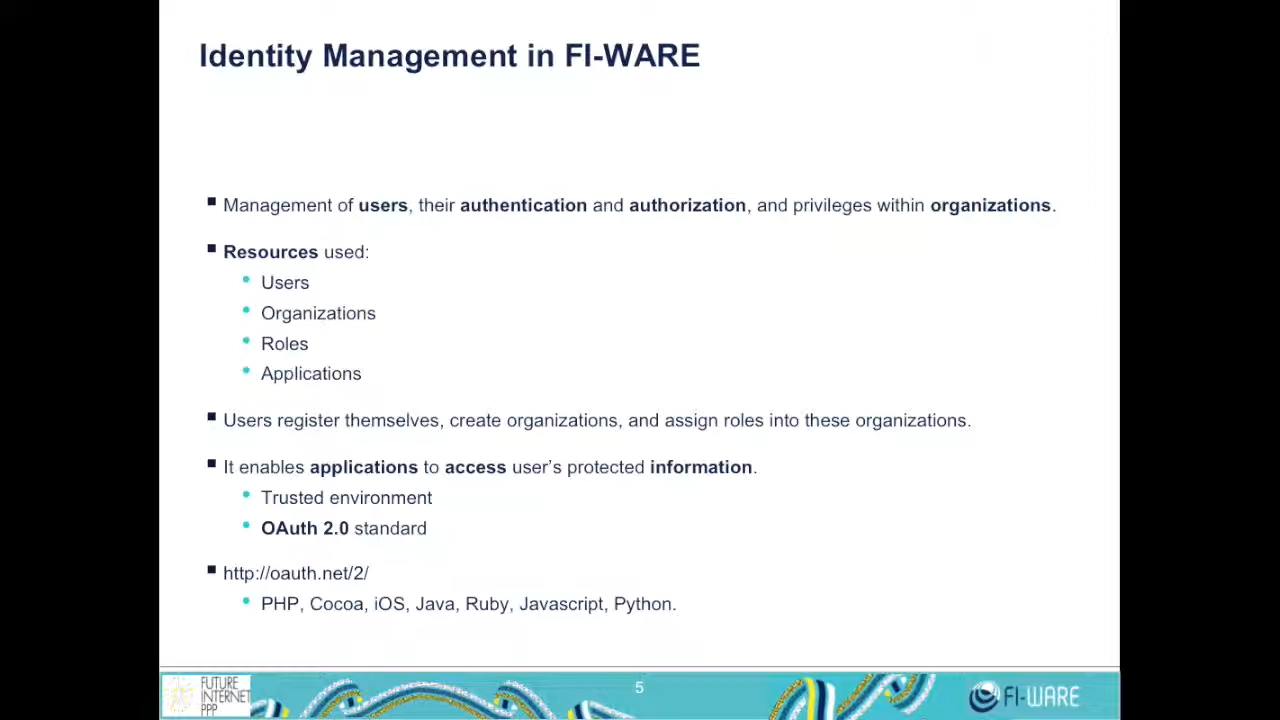 Identity Management in FI-WARE
Management of users, their authentication and authorization, and privileges within organizations.
Resources used:
Users
Organizations
Roles
Applications
Users register themselves, create organizations, and assign roles into these organizations.
It enables applications to access user’s protected information.
Trusted environment
OAuth 2.0 standard
http://oauth.net/2/
PHP, Cocoa, iOS, Java, Ruby, Javascript, Python.
FUTURE
INTERNET
PPP
5
FI-WARE